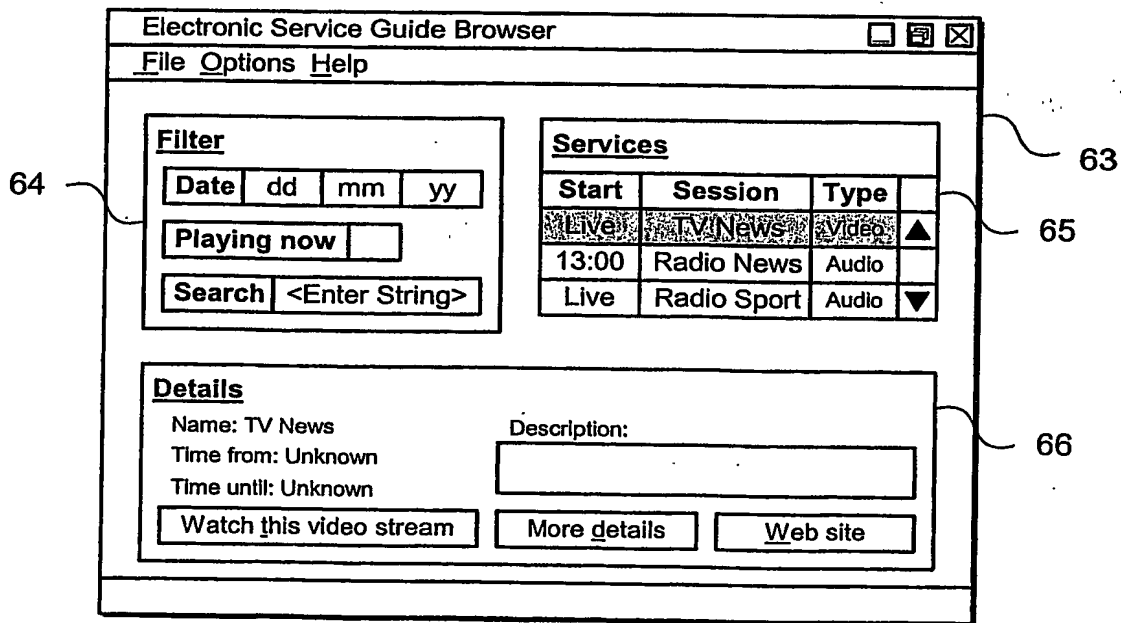 Electronic Service Guide Browser
File Options Help
63
64
Filter
Date dd mm yy
Playing now
Search <Enter String>
Services
Start Session Type
Live TV News Video
13:00 Radio News Audio
Live Radio Sport Audio
65
Details
Name: TV News
Time from: Unknown
Time until: Unknown
Description:
Watch this video stream
More details
Web site
66